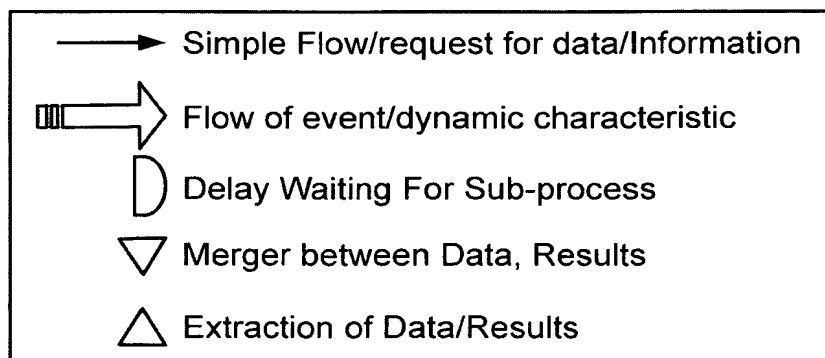 Simple Flow/request for data/Information
Flow of event/dynamic characteristic
Delay Waiting For Sub-process
Merger between Data, Results
Extraction of Data/Results